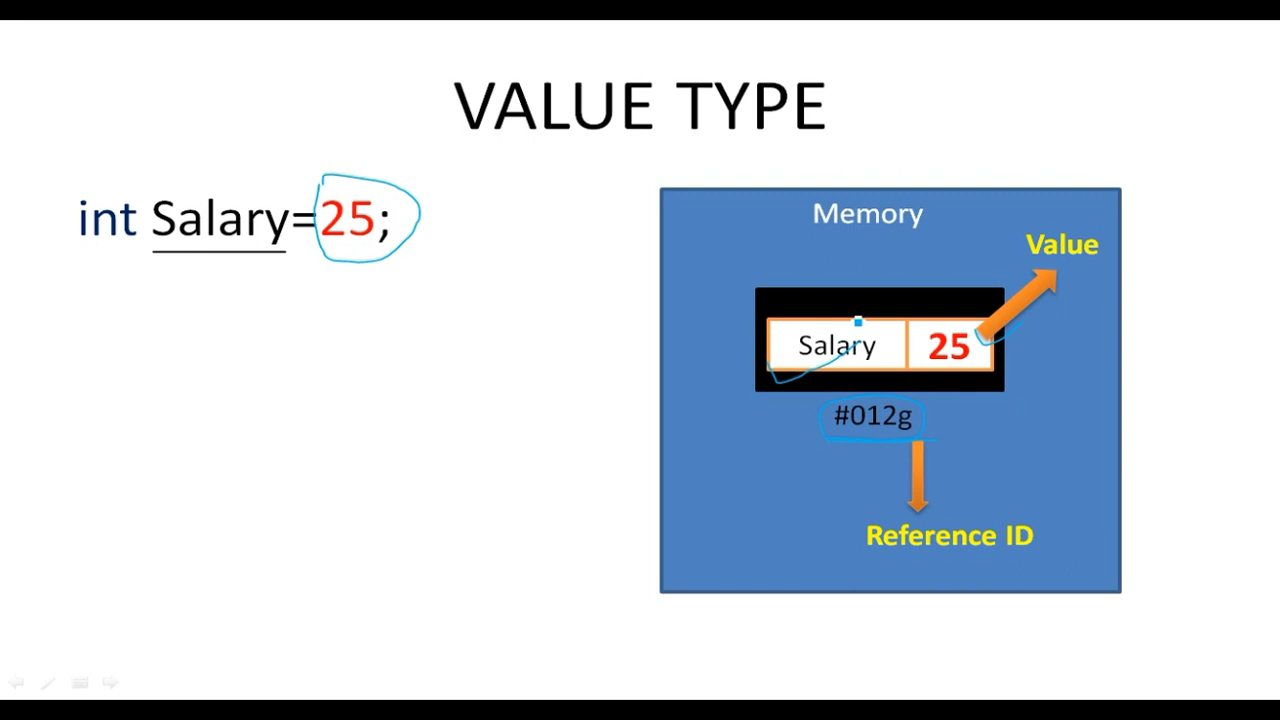 VALUE TYPE
int Salary=25;
Memory
Value
Salary 25
#012g
Reference ID